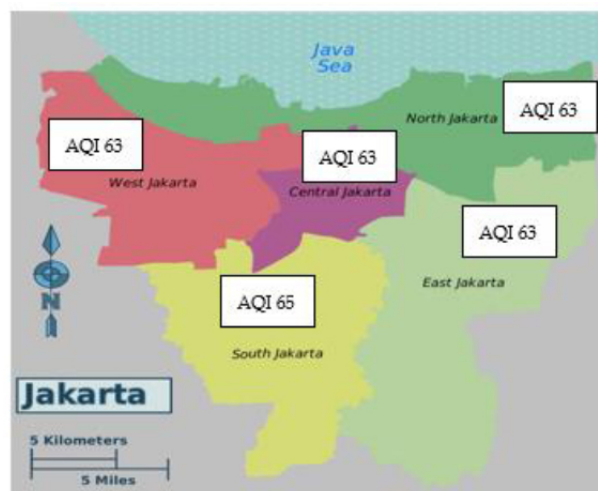 Java
Sea
AQI 63
North Jakarta
AQI 63
West Jakarta
AQI 63
Central Jakarta
AQI 63
East Jakarta
AQI 65
South Jakarta
N
Jakarta
5 Kilometers
5 Miles